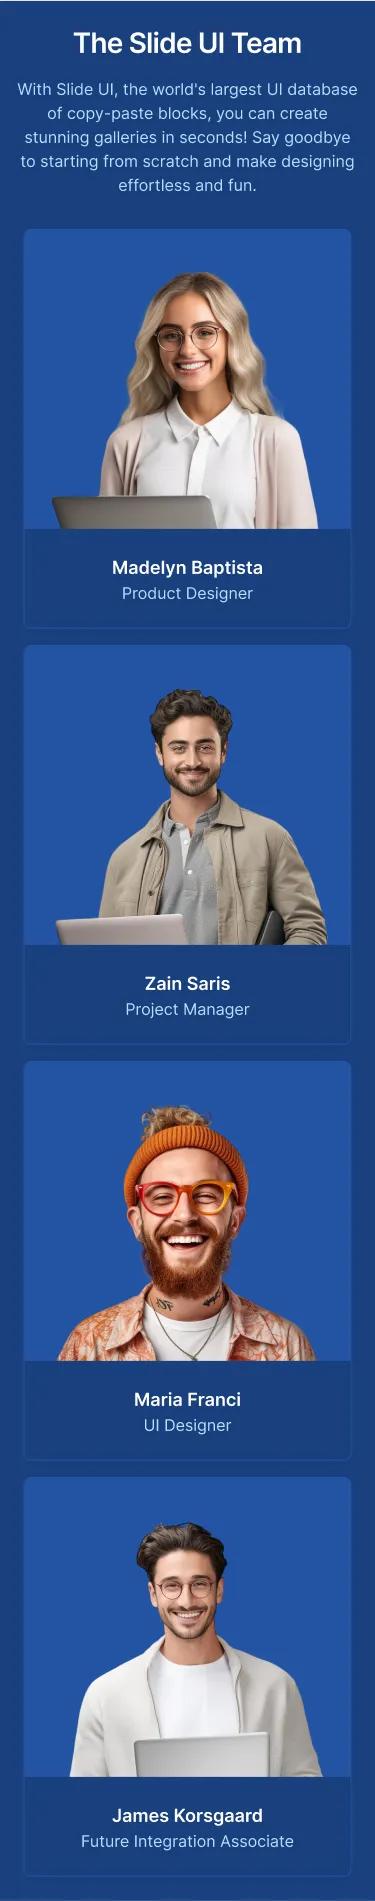 The Slide UI Team
With Slide UI, the world's largest UI database
of copy-paste blocks, you can create
stunning galleries in seconds! Say goodbye
to starting from scratch and make designing
effortless and fun.
Madelyn Baptista
Product Designer
Zain Saris
Project Manager
Maria Franci
UI Designer
James Korsgaard
Future Integration Associate